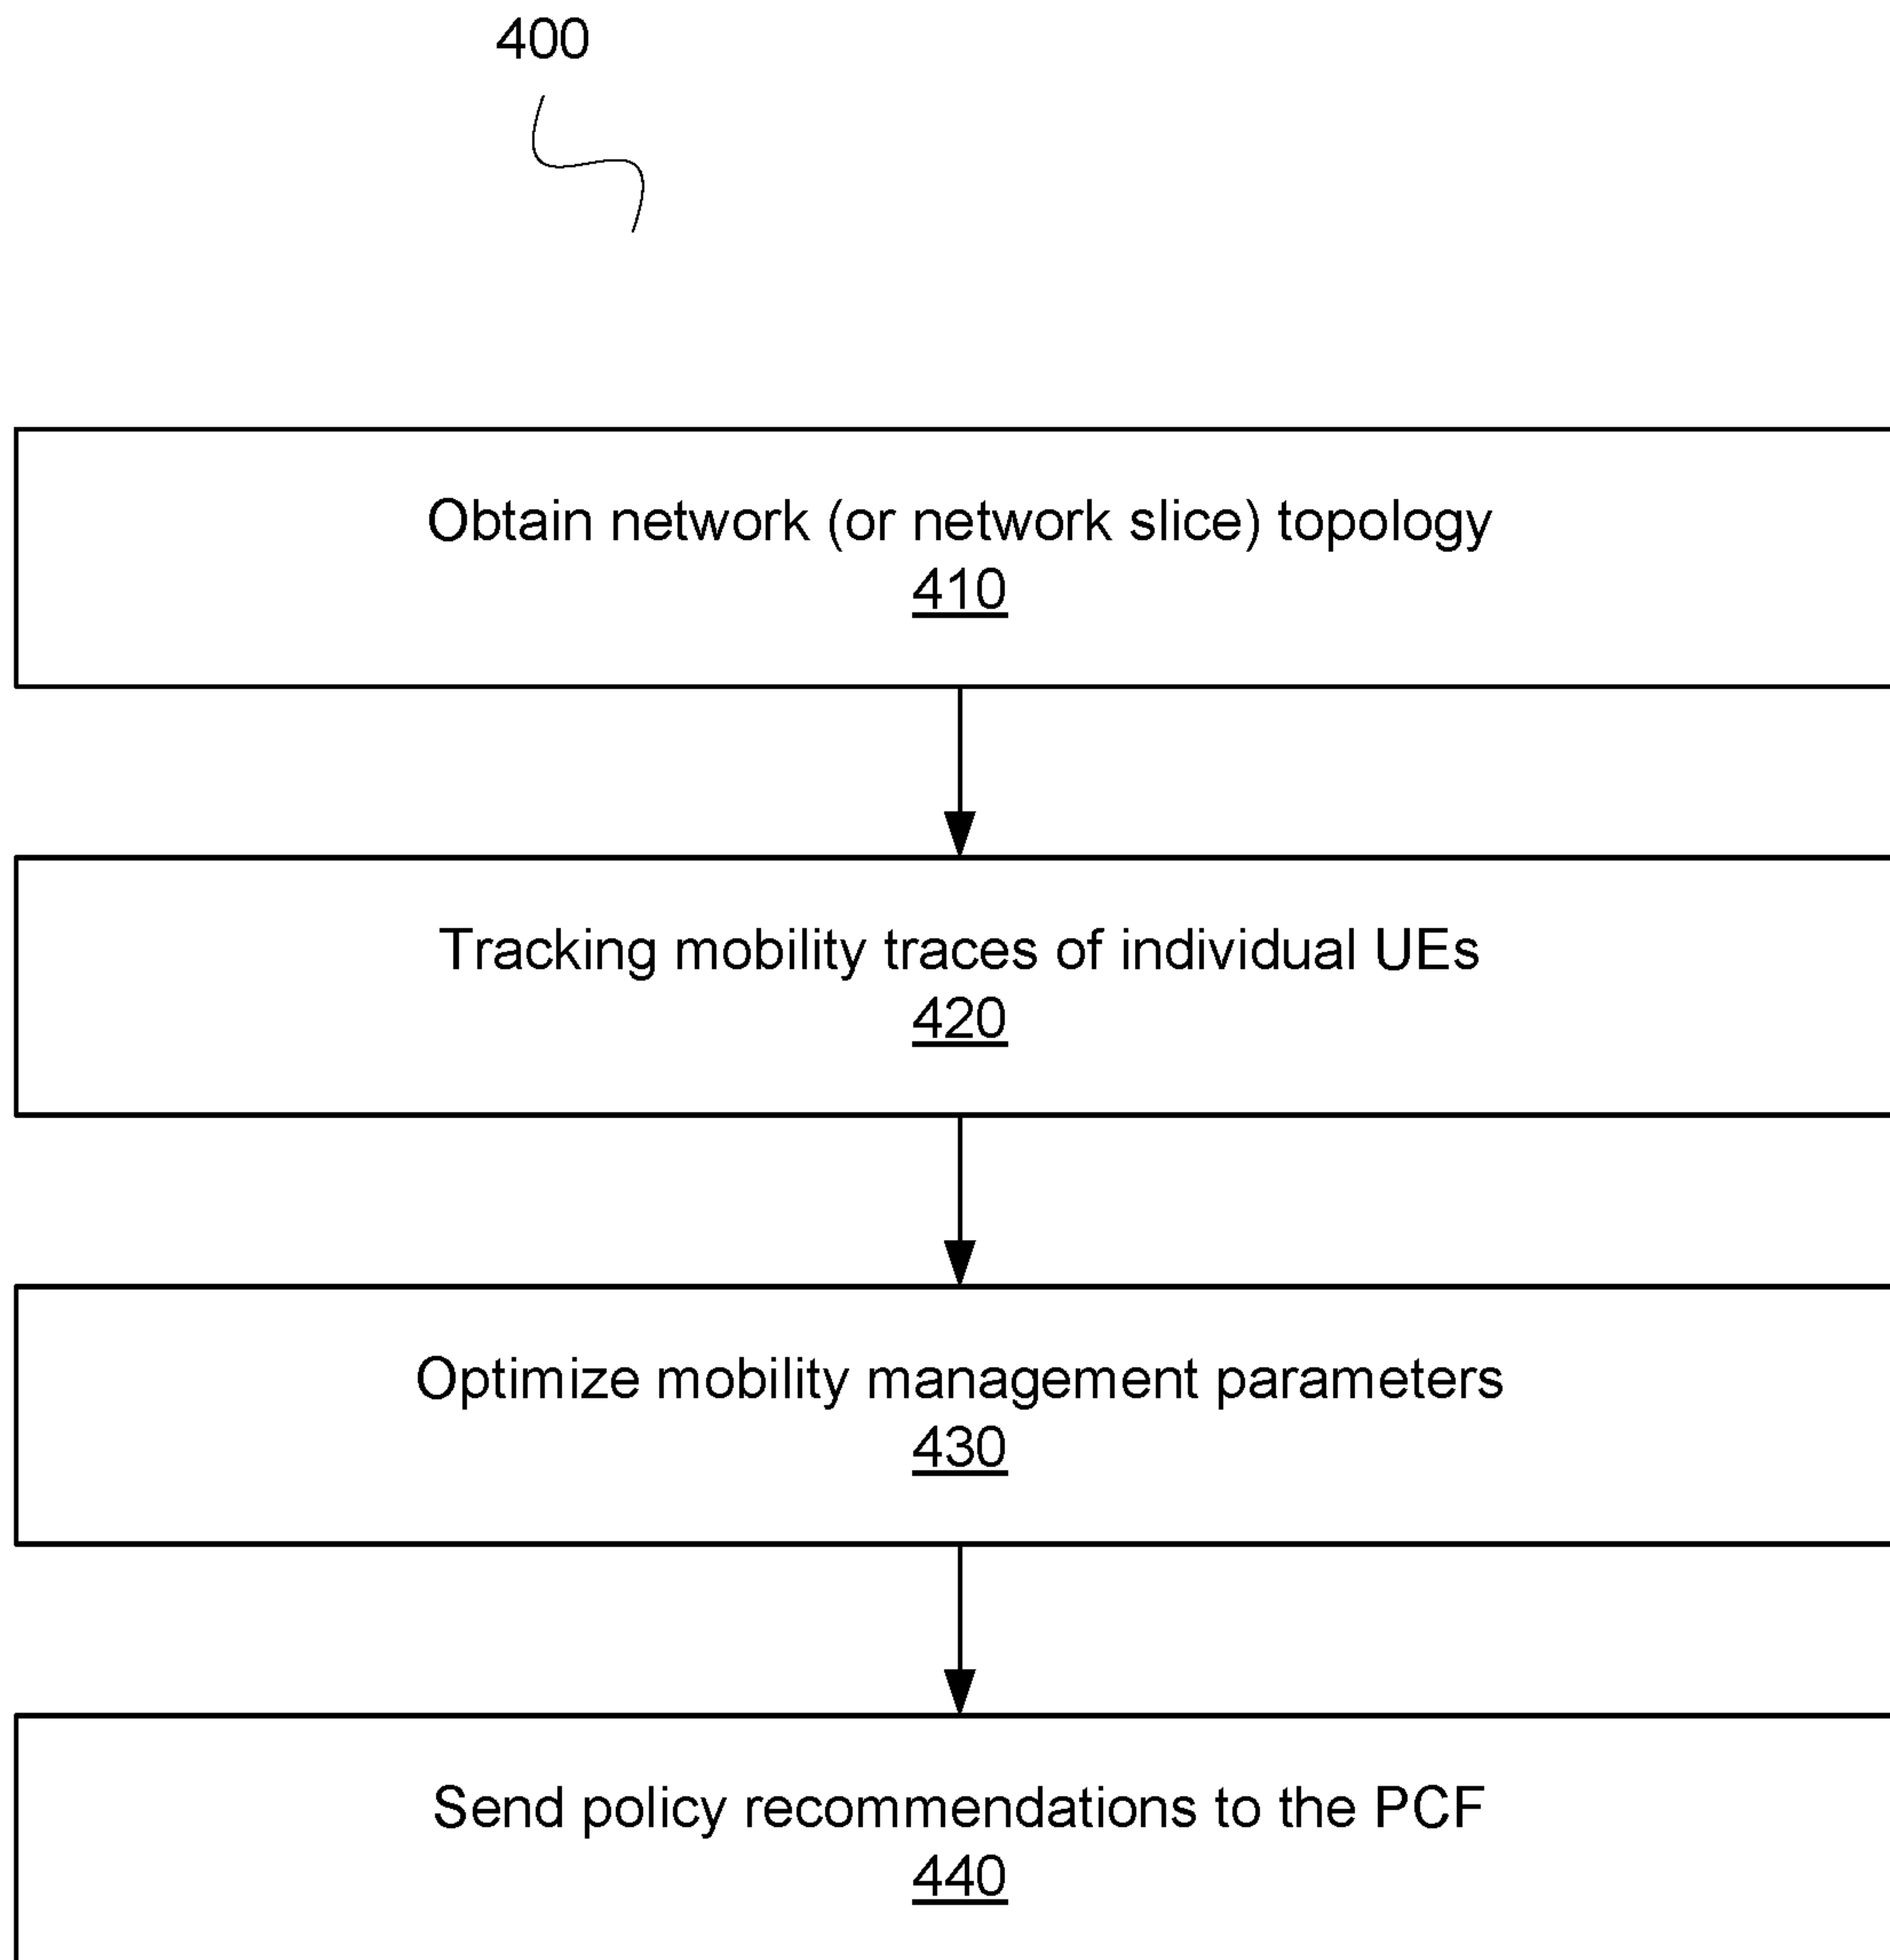 400
Obtain network (or network slice) topology
410
Tracking mobility traces of individual UEs
420
Optimize mobility management parameters
430
Send policy recommendations to the PCF
440